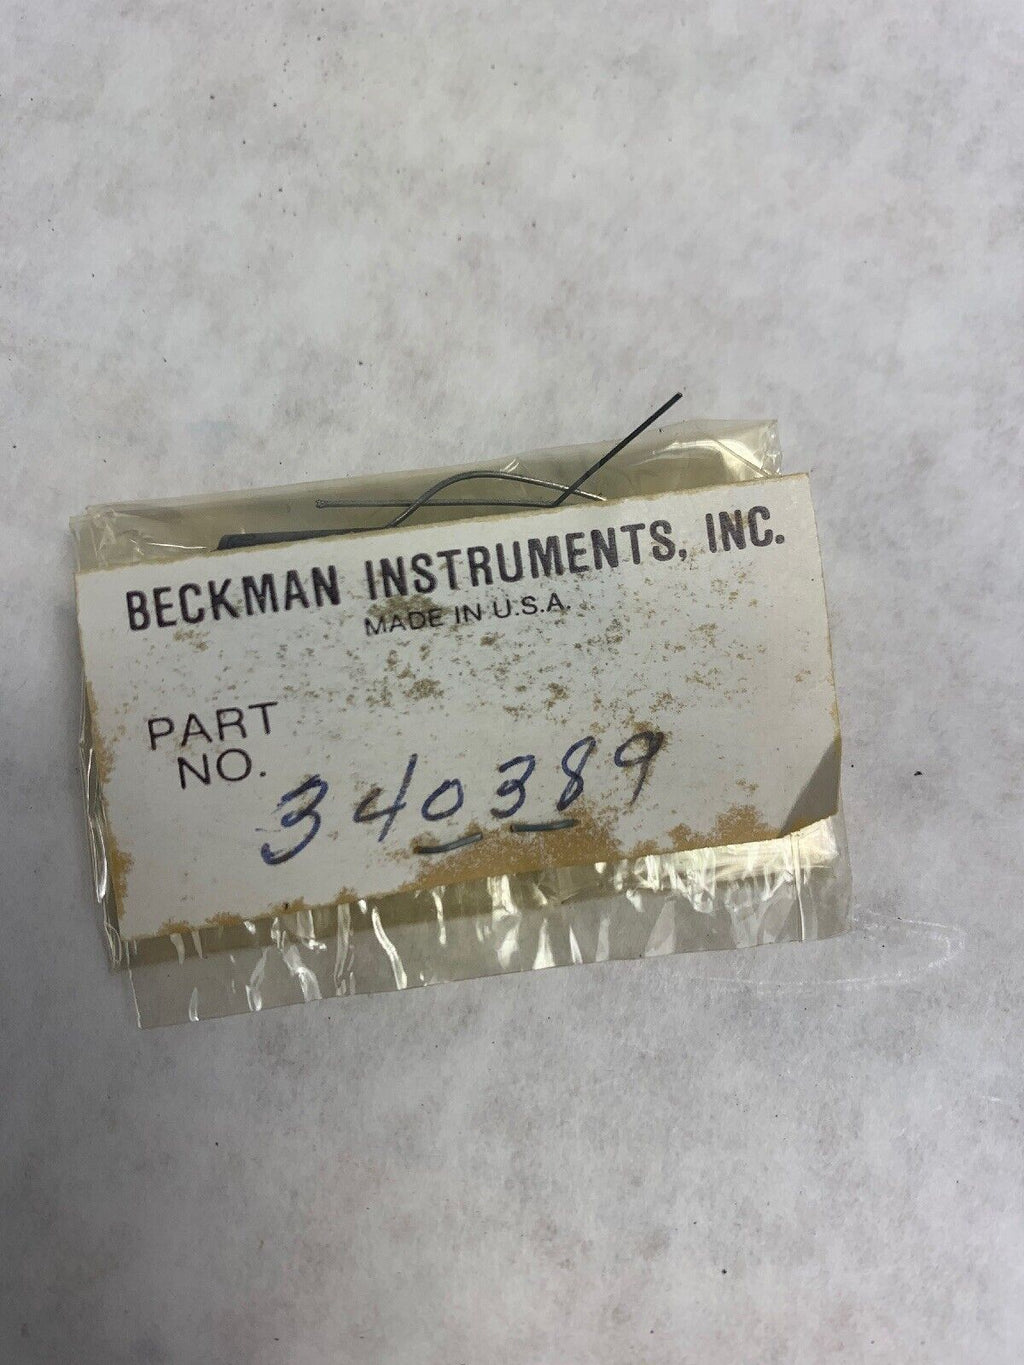 BECKMAN INSTRUMENTS, INC.
MADE IN U.S.A.
PART
NO.
340389